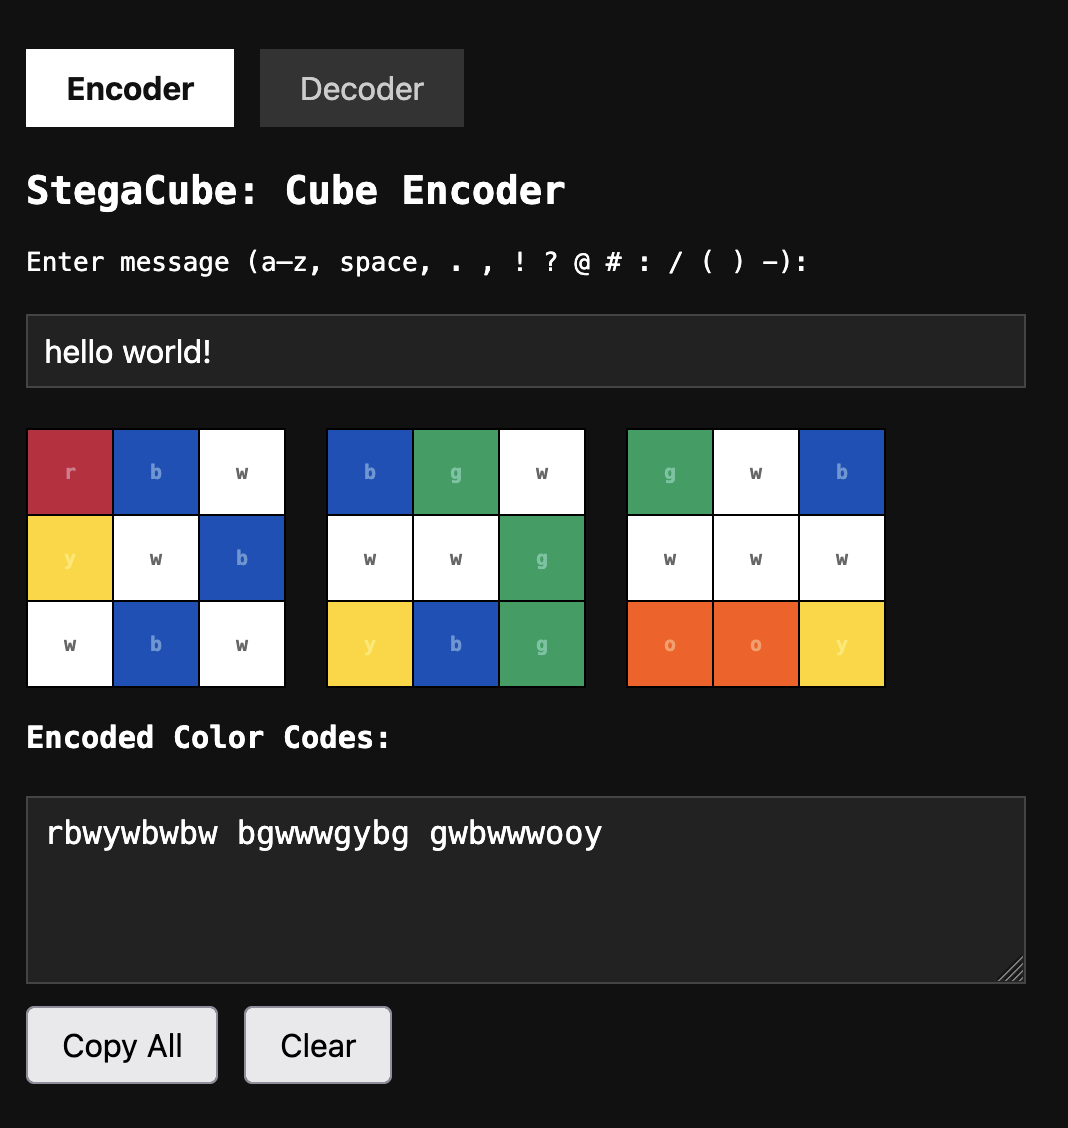 Encoder Decoder
StegaCube: Cube Encoder
Enter message (a–z, space, . , ! ? @ # : / ( ) –):
hello world!
r b w b g w g w b
y w b w w g w w w
w b w y b g o o y
Encoded Color Codes:
rbwywbwbw bgwwwgybg gwbwwwooy
Copy All Clear